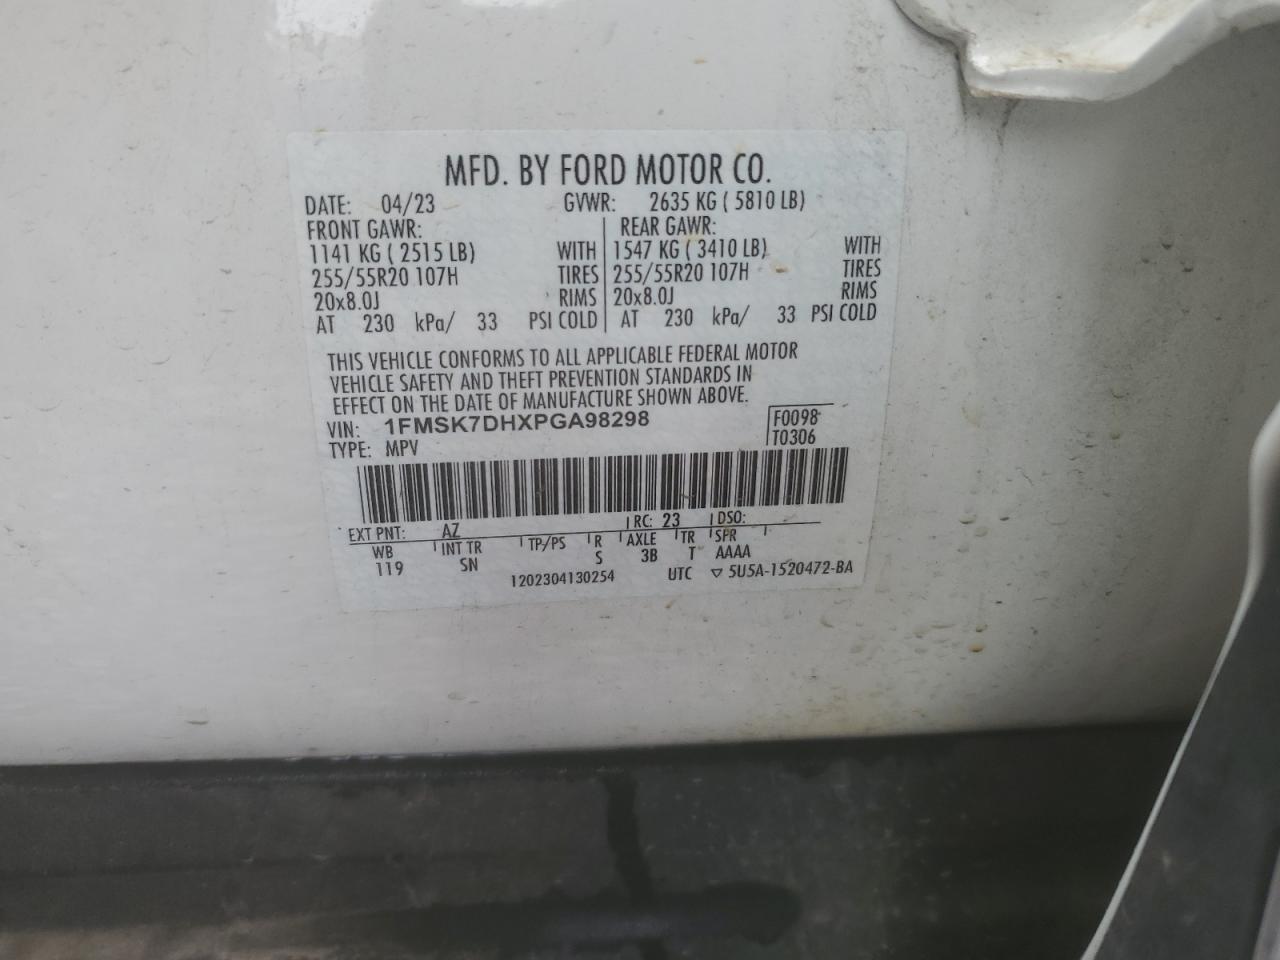 MFD. BY FORD MOTOR CO.
DATE: 04/23 GVWR: 2635 KG ( 5810 LB)
FRONT GAWR: REAR GAWR:
1141 KG ( 2515 LB) WITH 1547 KG ( 3410 LB) WITH
255/55R20 107H TIRES 255/55R20 107H TIRES
20x8.0J RIMS 20x8.0J RIMS
AT 230 kPa/ 33 PSI COLD AT 230 kPa/ 33 PSI COLD
THIS VEHICLE CONFORMS TO ALL APPLICABLE FEDERAL MOTOR
VEHICLE SAFETY AND THEFT PREVENTION STANDARDS IN
EFFECT ON THE DATE OF MANUFACTURE SHOWN ABOVE.
VIN: 1FMSK7DHXPGA98298 F0098
TYPE: MPV T0306
EXT PNT: AZ RC: 23 DSO:
WB INT TR TP/PS R AXLE TR SPR
119 SN S 3B T AAAA
1202304130254 UTC ▽ 5U5A-1520472-BA